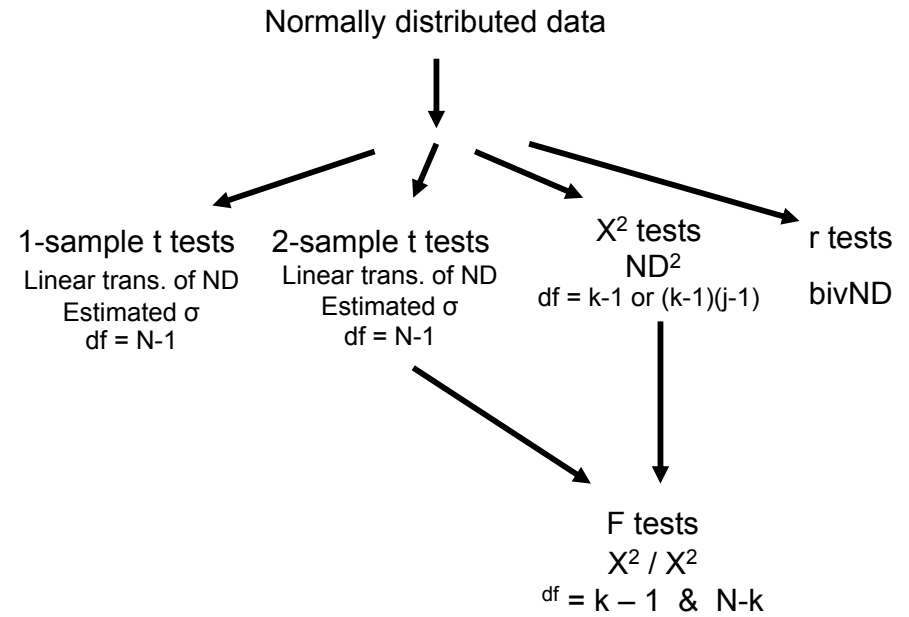 Normally distributed data
1-sample t tests
Linear trans. of ND
Estimated σ
df = N-1
2-sample t tests
Linear trans. of ND
Estimated σ
df = N-1
X² tests
ND²
df = k-1 or (k-1)(j-1)
r tests
bivND
F tests
X² / X²
df = k – 1 & N-k